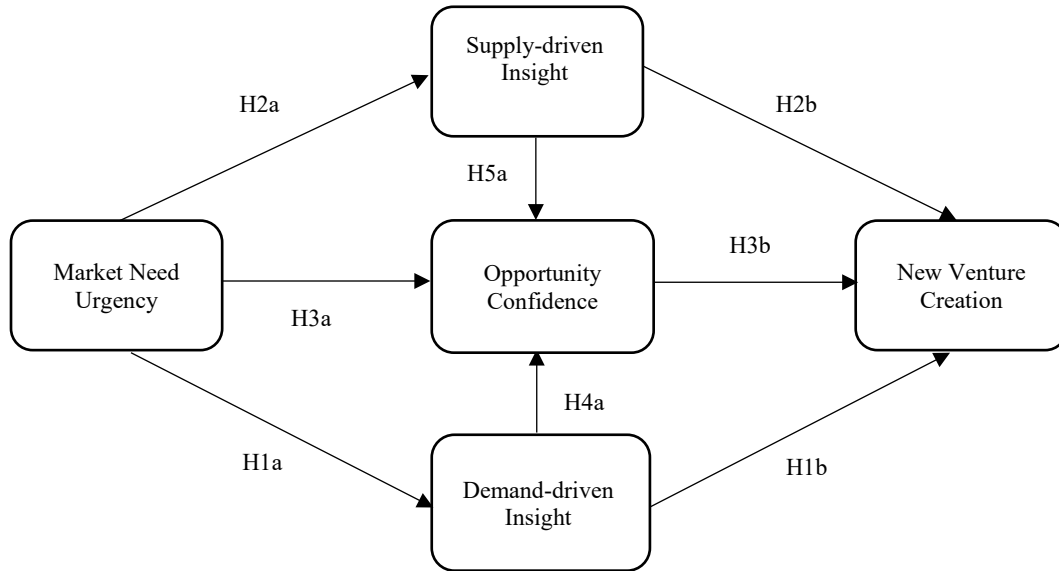 Supply-driven
Insight
H2a
H2b
H5a
Market Need
Urgency
H3a
Opportunity
Confidence
H3b
New Venture
Creation
H4a
H1a
H1b
Demand-driven
Insight